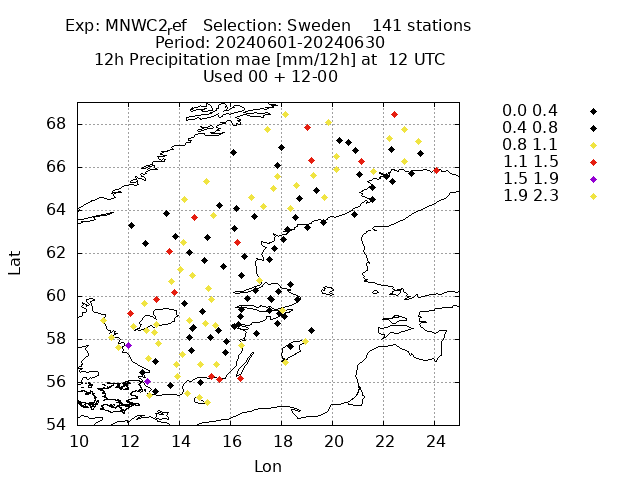 Exp: MNWC2ref   Selection: Sweden    141 stations
Period: 20240601-20240630
12h Precipitation mae [mm/12h] at  12 UTC
Used 00 + 12-00
0.0 0.4
0.4 0.8
0.8 1.1
1.1 1.5
1.5 1.9
1.9 2.3
68
66
64
62
60
58
56
54
Lat
10 12 14 16 18 20 22 24
Lon